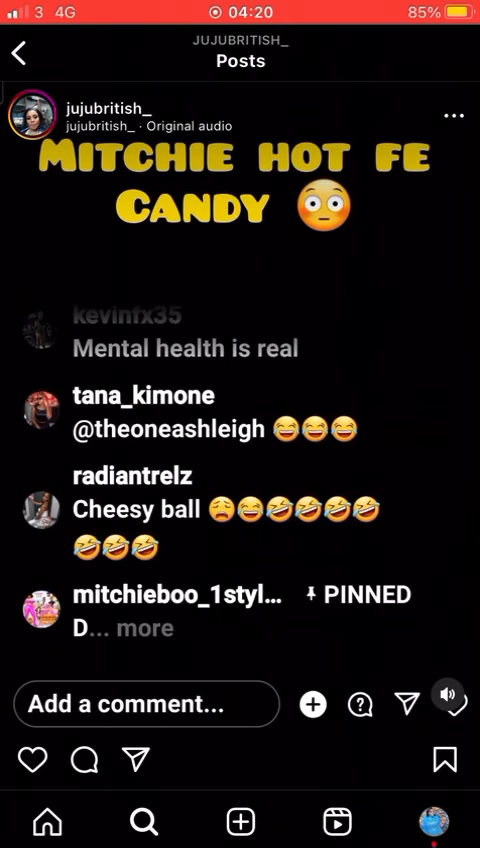 3 4G 04:20 85%
JUJUBRITISH_
Posts
jujubritish_
jujubritish_ · Original audio
MITCHIE HOT FE
CANDY 😳
kevinfx35
Mental health is real
tana_kimone
@theoneashleigh 😂😂😂
radiantrelz
Cheesy ball 😩😂🤣🤣🤣🤣
🤣🤣🤣
mitchieboo_1styl... PINNED
D... more
Add a comment...